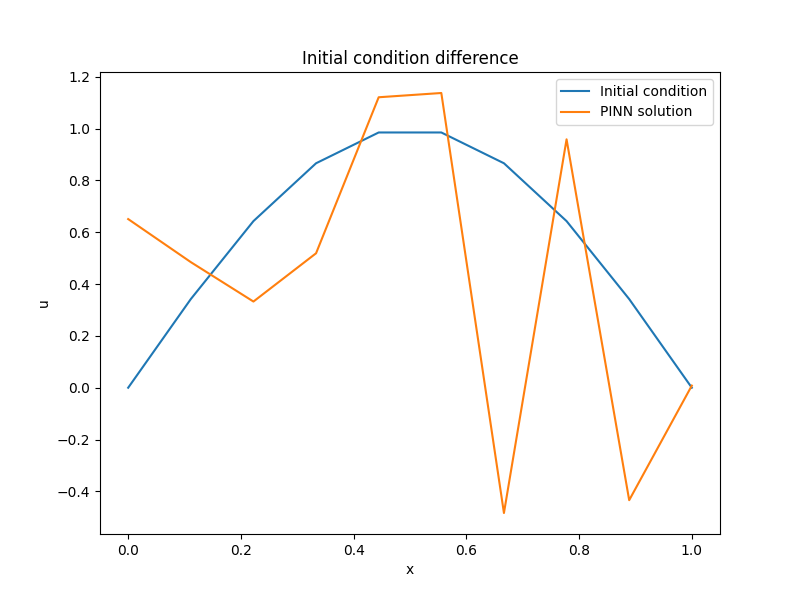 Initial condition difference
Initial condition
PINN solution
1.2
1.0
0.8
0.6
0.4
0.2
0.0
−0.2
−0.4
u
0.0 0.2 0.4 0.6 0.8 1.0
x